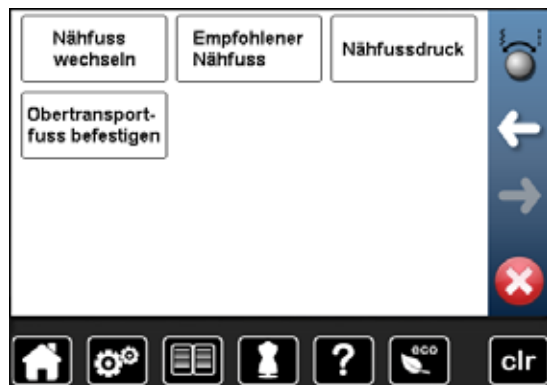 Nähfuss
wechseln
Empfohlener
Nähfuss
Nähfussdruck
Obertransport-
fuss befestigen
?
eco
clr